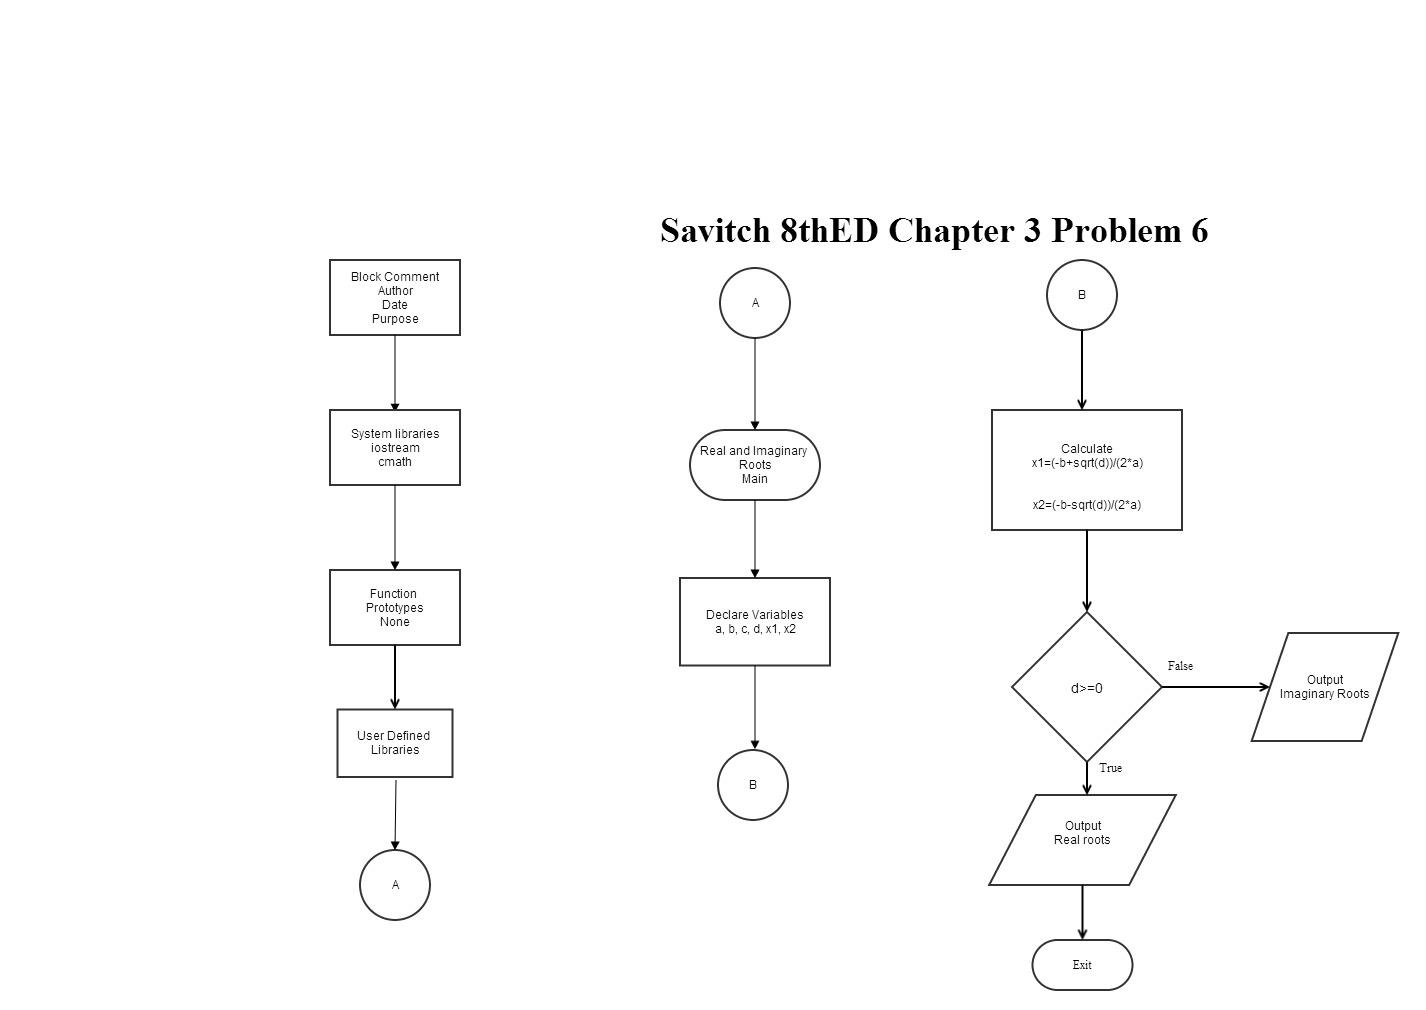 Savitch 8thED Chapter 3 Problem 6
Block Comment
Author
Date
Purpose
System libraries
iostream
cmath
Function
Prototypes
None
User Defined
Libraries
A
A
Real and Imaginary
Roots
Main
Declare Variables
a, b, c, d, x1, x2
B
B
Calculate
x1=(-b+sqrt(d))/(2*a)
x2=(-b-sqrt(d))/(2*a)
d>=0
False
Output
Imaginary Roots
True
Output
Real roots
Exit